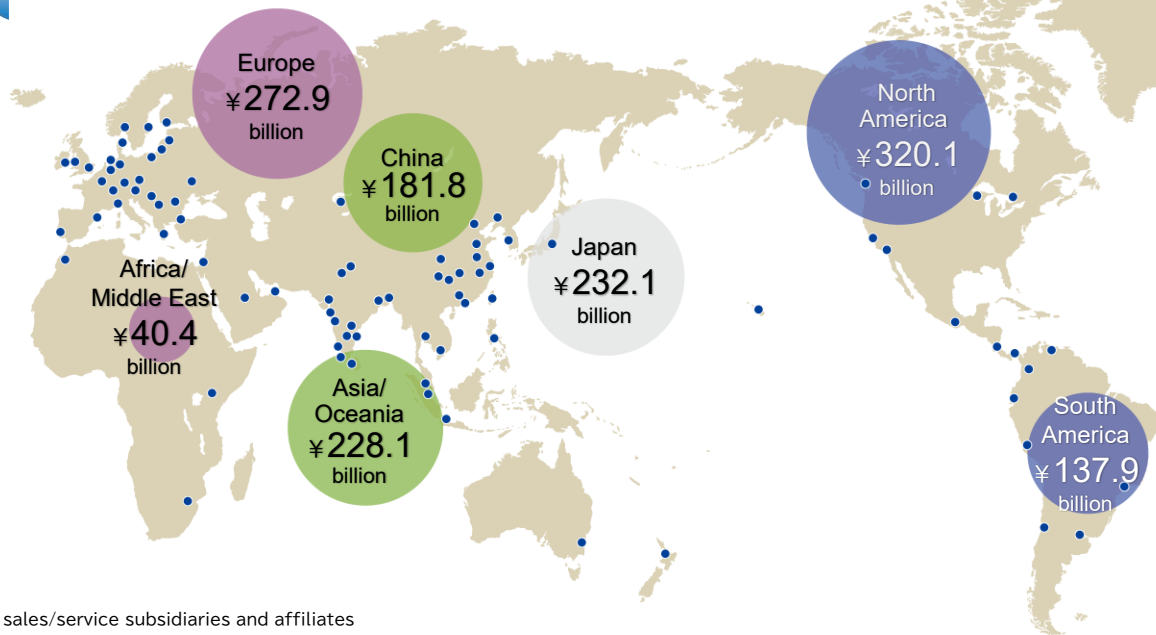 Europe
¥272.9
billion
China
¥181.8
billion
North
America
¥320.1
billion
Japan
¥232.1
billion
Africa/
Middle East
¥40.4
billion
Asia/
Oceania
¥228.1
billion
South
America
¥137.9
billion
sales/service subsidiaries and affiliates